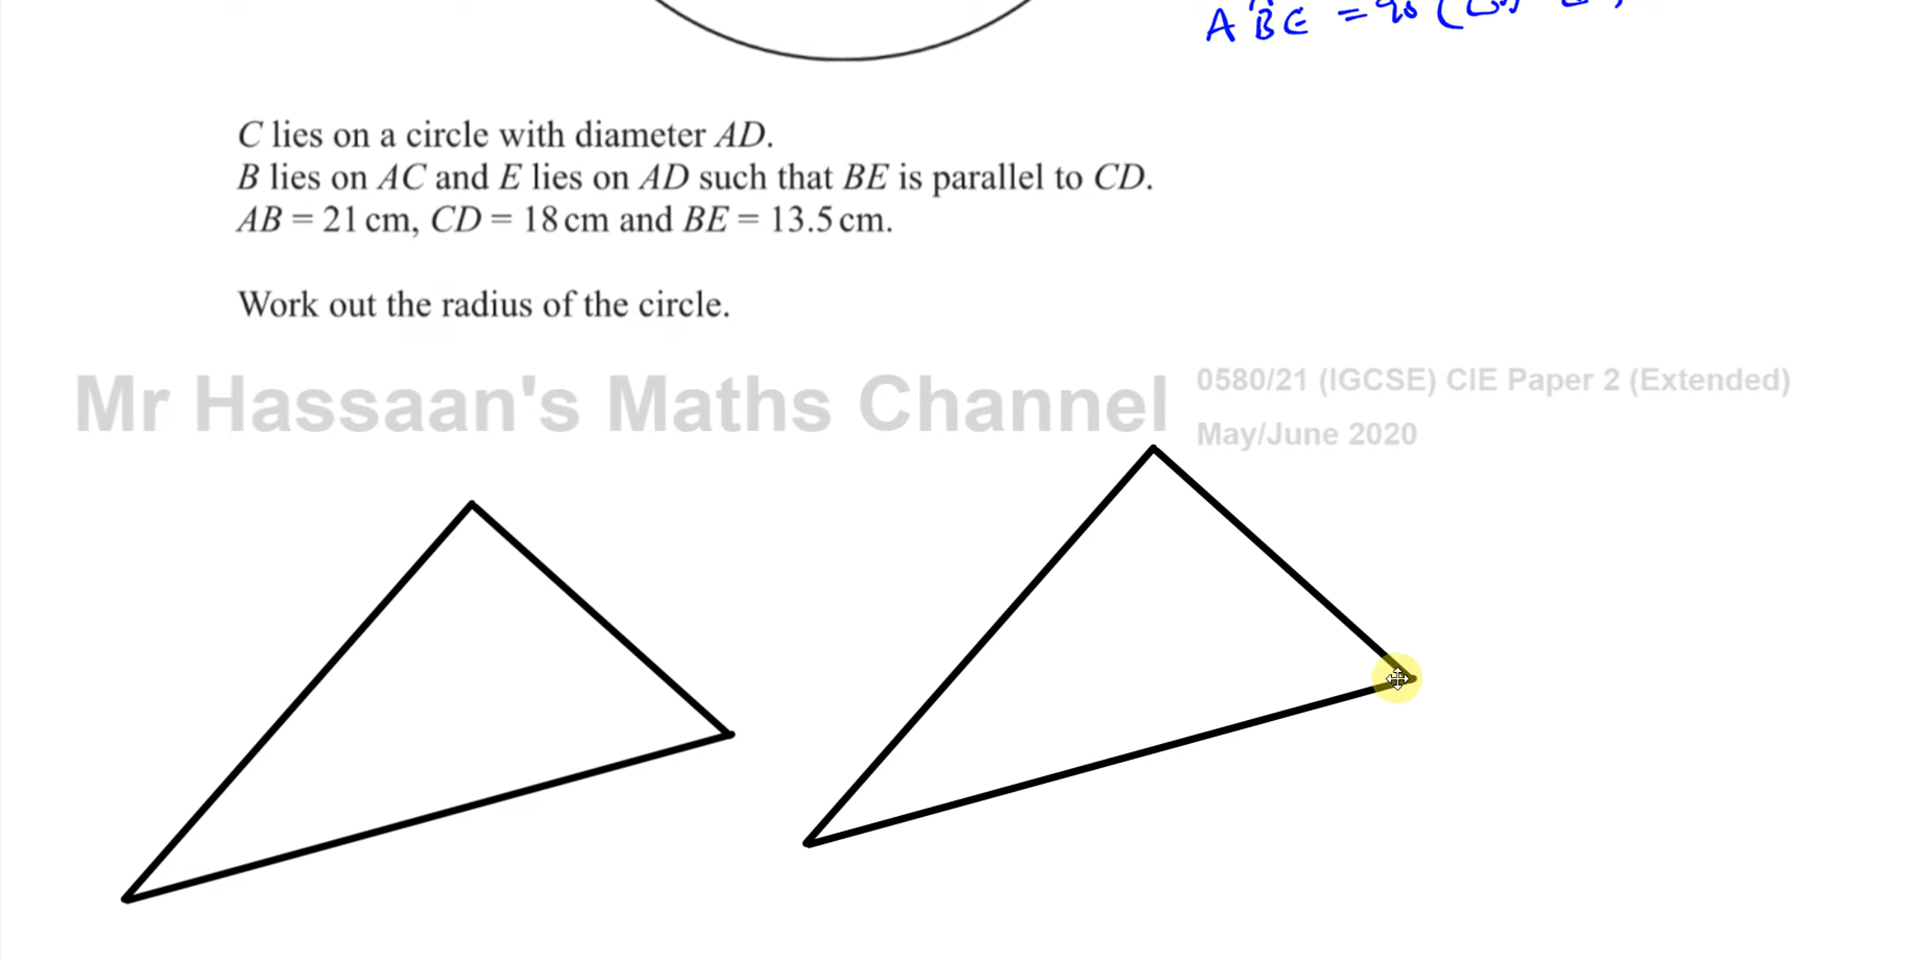 ABE = 90 (
C lies on a circle with diameter AD.
B lies on AC and E lies on AD such that BE is parallel to CD.
AB = 21 cm, CD = 18 cm and BE = 13.5 cm.
Work out the radius of the circle.
Mr Hassaan's Maths Channel
0580/21 (IGCSE) CIE Paper 2 (Extended)
May/June 2020